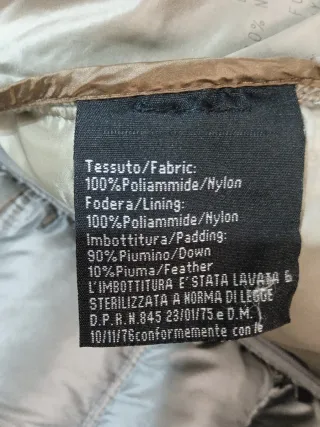 Tessuto/Fabric:
100%Poliammide/Nylon
Fodera/Lining:
100%Poliammide/Nylon
Imbottitura/Padding:
90%Piumino/Down
10%Piuma/Feather
L'IMBOTTITURA E'STATA LAVATA E
STERILIZZATA A NORMA DI LEGGE
D.P.R.N.845 23/01/75 e D.M.
10/11/76conformemente con le